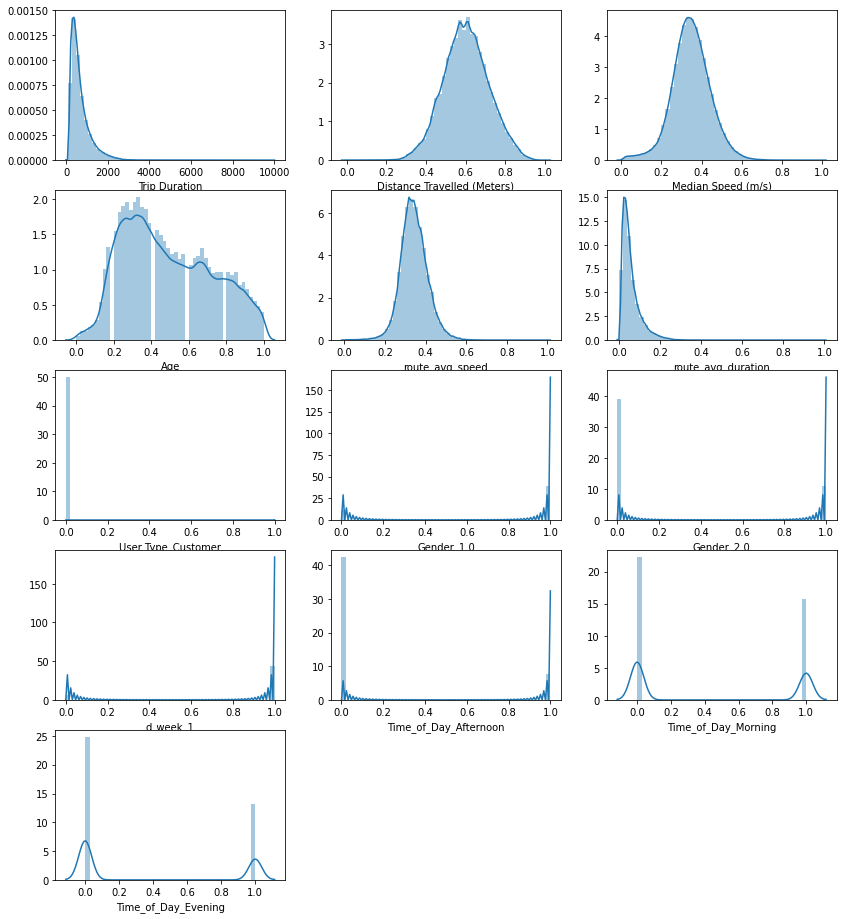 0.00150
0.00125
0.00100
0.00075
0.00050
0.00025
0.00000
0 2000 4000 6000 8000 10000
Trip Duration
3
2
1
0
0.0 0.2 0.4 0.6 0.8 1.0
Distance Travelled (Meters)
4
3
2
1
0
0.0 0.2 0.4 0.6 0.8 1.0
Median Speed (m/s)
2.0
1.5
1.0
0.5
0.0
0.0 0.2 0.4 0.6 0.8 1.0
Age
6
4
2
0
0.0 0.2 0.4 0.6 0.8 1.0
route_avg_speed
15.0
12.5
10.0
7.5
5.0
2.5
0.0
0.0 0.2 0.4 0.6 0.8 1.0
route_avg_duration
50
40
30
20
10
0
0.0 0.2 0.4 0.6 0.8 1.0
User Type_Customer
150
125
100
75
50
25
0
0.0 0.2 0.4 0.6 0.8 1.0
Gender_1.0
40
30
20
10
0
0.0 0.2 0.4 0.6 0.8 1.0
Gender_2.0
150
100
50
0
0.0 0.2 0.4 0.6 0.8 1.0
d_week_1
40
30
20
10
0
0.0 0.2 0.4 0.6 0.8 1.0
Time_of_Day_Afternoon
20
15
10
5
0
0.0 0.2 0.4 0.6 0.8 1.0
Time_of_Day_Morning
25
20
15
10
5
0
0.0 0.2 0.4 0.6 0.8 1.0
Time_of_Day_Evening